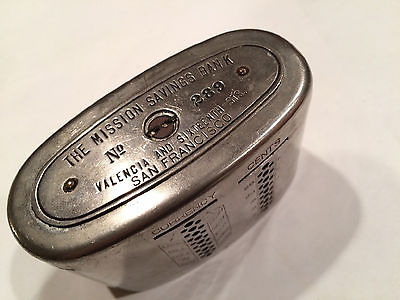 THE MISSION SAVINGS BANK
No 289
VALENCIA AND SIXTEENTH STS.
SAN FRANCISCO
CURRENCY
CENTS